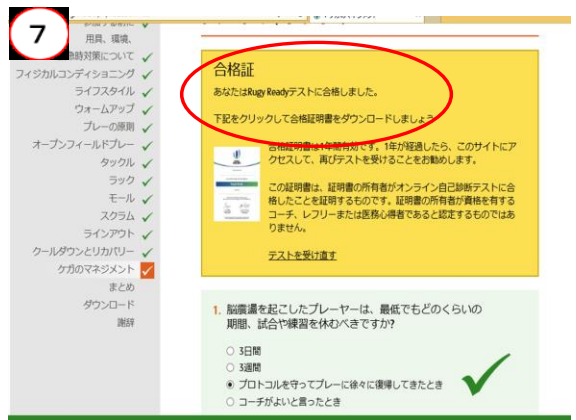 7
用具、環境、
急時対策について
フィジカルコンディショニング
ライフスタイル
ウォームアップ
プレーの原則
オープンフィールドプレー
タックル
ラック
モール
スクラム
ラインアウト
クールダウンとリカバリー
ケガのマネジメント
まとめ
ダウンロード
謝辞
合格証
あなたはRugy Readyテストに合格しました。
下記をクリックして合格証明書をダウンロードしましょう
合格証明書は1年間有効です。1年が経過したら、このサイトにア
クセスして、再びテストを受けることをお勧めします。
この証明書は、証明書の所有者がオンライン自己診断テストに合
格したことを証明するものです。証明書の所有者が資格を有する
コーチ、レフリーまたは医務心得者であると認定するものではあ
りません。
テストを受け直す
1. 脳震盪を起こしたプレーヤーは、最低でもどのくらいの
期間、試合や練習を休むべきですか?
3日間
3週間
プロトコルを守ってプレーに徐々に復帰してきたとき
コーチがよいと言ったとき